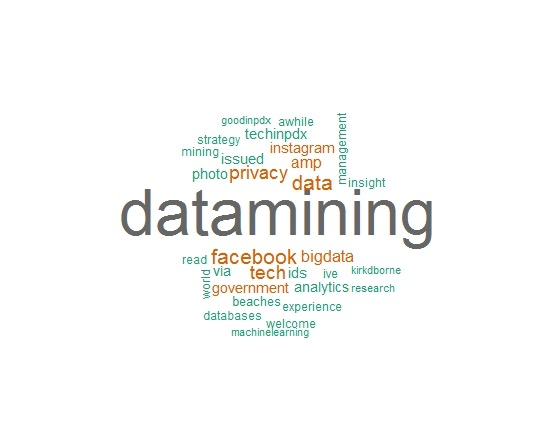 goodinpdx awhile
strategy techinpdx
mining issued instagram management
photo privacy amp
data insight
datamining
read facebook bigdata
world via tech ids ive kirkdborne
government analytics research
beaches experience
databases welcome
machinelearning